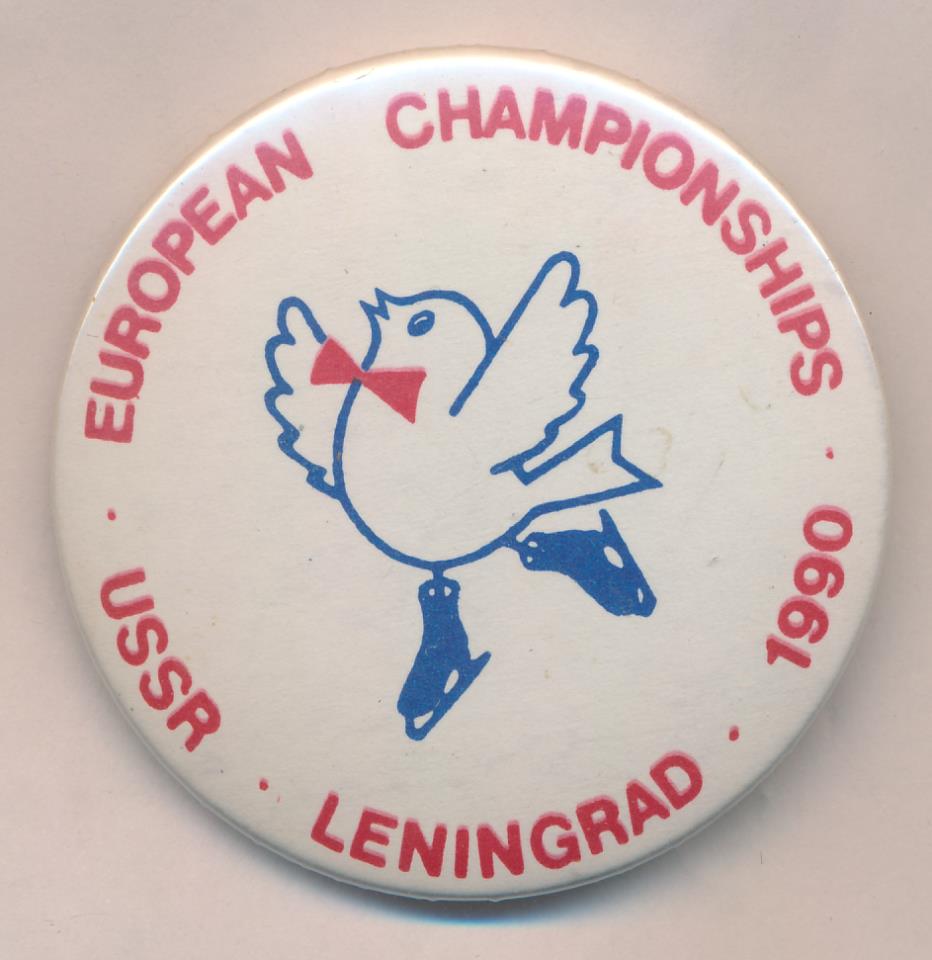 EUROPEAN CHAMPIONSHIPS · 1990 · LENINGRAD · USSR ·